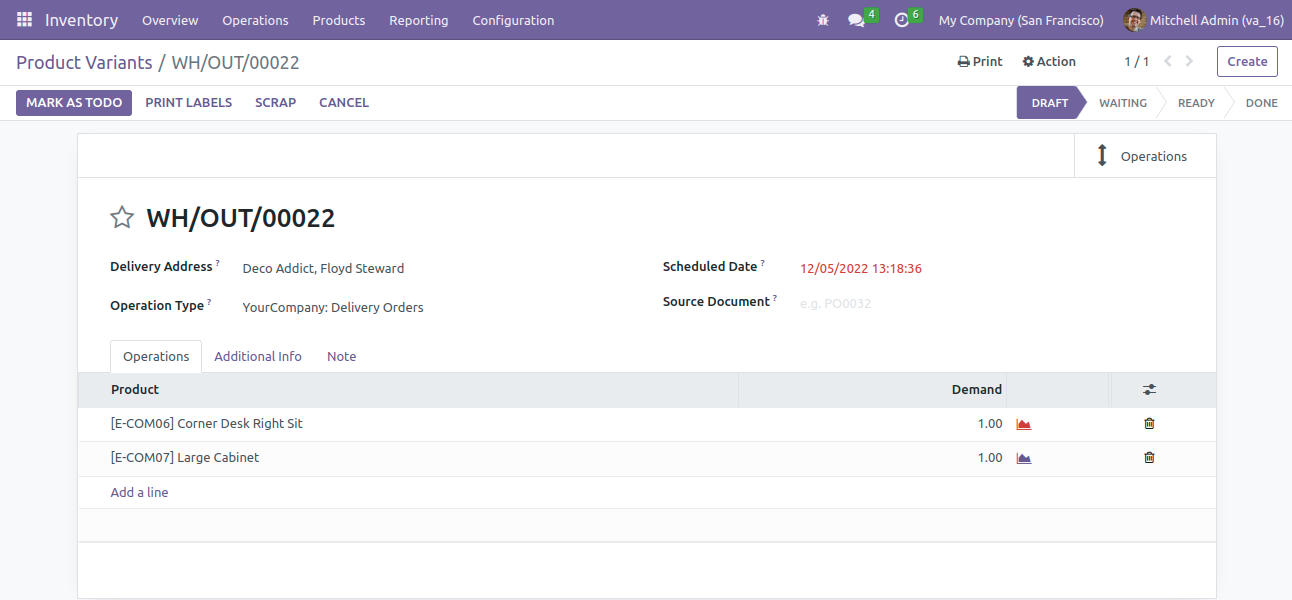 Inventory Overview Operations Products Reporting Configuration 4 6 My Company (San Francisco) Mitchell Admin (va_16)
Product Variants / WH/OUT/00022 Print Action 1 / 1 Create
MARK AS TODO PRINT LABELS SCRAP CANCEL DRAFT WAITING READY DONE
Operations
WH/OUT/00022
Delivery Address ? Deco Addict, Floyd Steward Scheduled Date ? 12/05/2022 13:18:36
Operation Type ? YourCompany: Delivery Orders Source Document ? e.g. PO0032
Operations Additional Info Note
Product Demand
[E-COM06] Corner Desk Right Sit 1.00
[E-COM07] Large Cabinet 1.00
Add a line